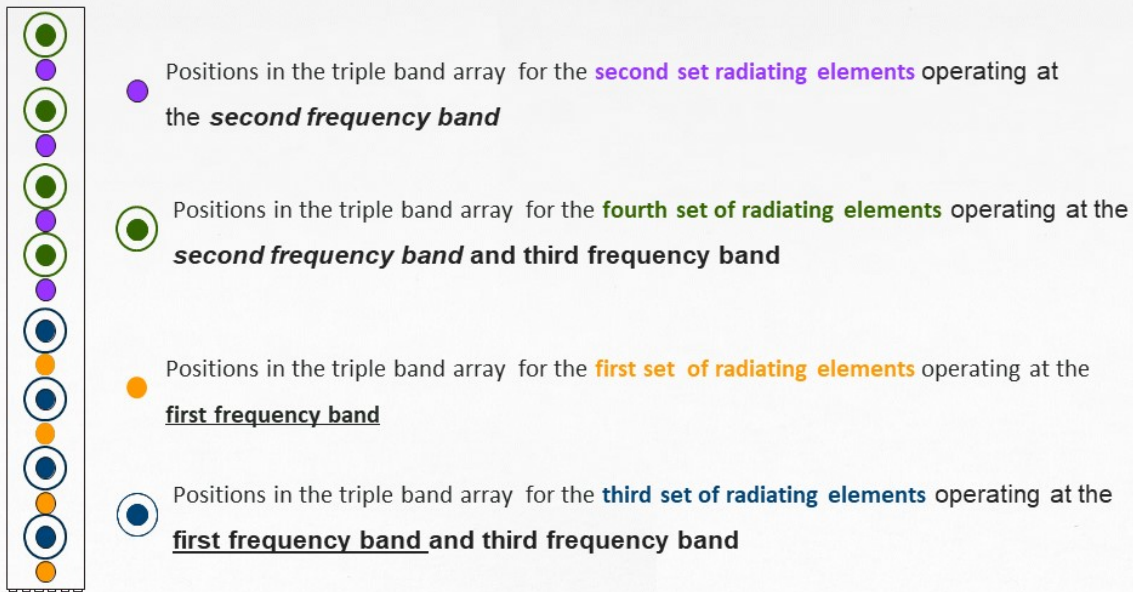 Positions in the triple band array for the second set radiating elements operating at
the second frequency band
Positions in the triple band array for the fourth set of radiating elements operating at the
second frequency band and third frequency band
Positions in the triple band array for the first set of radiating elements operating at the
first frequency band
Positions in the triple band array for the third set of radiating elements operating at the
first frequency band and third frequency band